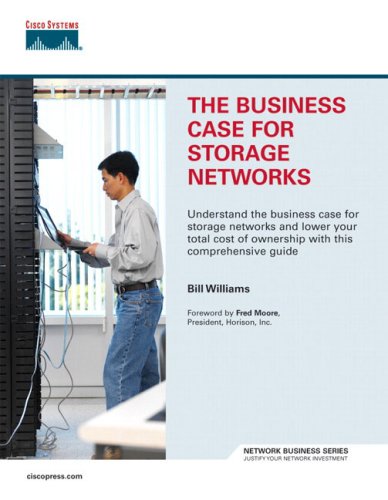 CISCO SYSTEMS
®
THE BUSINESS
CASE FOR
STORAGE
NETWORKS
Understand the business case for
storage networks and lower your
total cost of ownership with this
comprehensive guide
Bill Williams
Foreword by Fred Moore,
President, Horison, Inc.
NETWORK BUSINESS SERIES
JUSTIFY YOUR NETWORK INVESTMENT
ciscopress.com